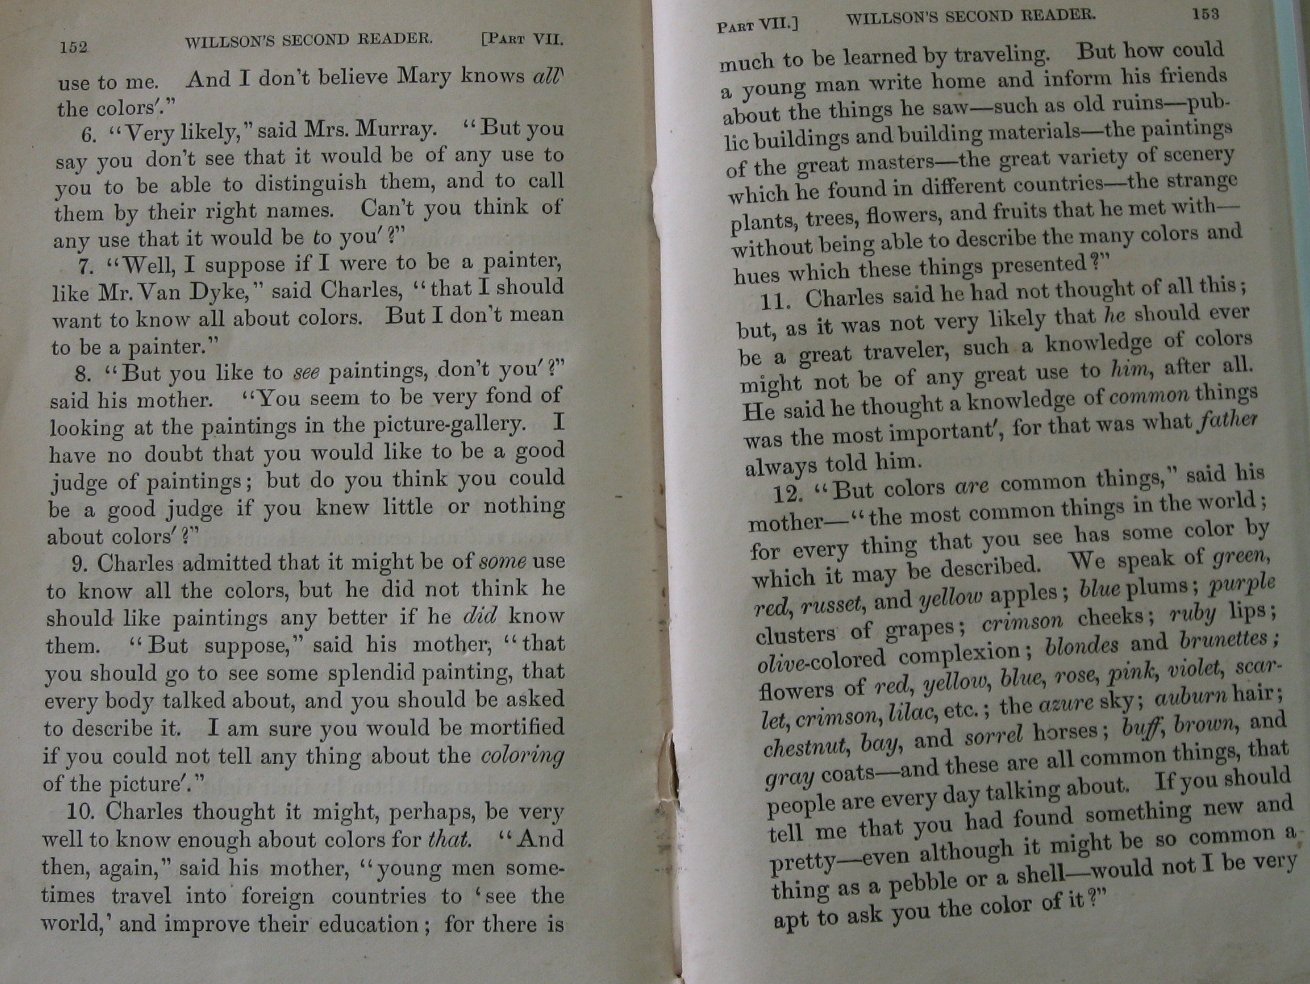 152 WILLSON'S SECOND READER. [PART VII.
use to me. And I don't believe Mary knows all
the colors′."
6. "Very likely," said Mrs. Murray. "But you
say you don't see that it would be of any use to
you to be able to distinguish them, and to call
them by their right names. Can't you think of
any use that it would be to you′?"
7. "Well, I suppose if I were to be a painter,
like Mr. Van Dyke," said Charles, "that I should
want to know all about colors. But I don't mean
to be a painter."
8. "But you like to see paintings, don't you′?"
said his mother. "You seem to be very fond of
looking at the paintings in the picture-gallery. I
have no doubt that you would like to be a good
judge of paintings; but do you think you could
be a good judge if you knew little or nothing
about colors′?"
9. Charles admitted that it might be of some use
to know all the colors, but he did not think he
should like paintings any better if he did know
them. "But suppose," said his mother, "that
you should go to see some splendid painting, that
every body talked about, and you should be asked
to describe it. I am sure you would be mortified
if you could not tell any thing about the coloring
of the picture′."
10. Charles thought it might, perhaps, be very
well to know enough about colors for that. "And
then, again," said his mother, "young men some-
times travel into foreign countries to 'see the
world,' and improve their education; for there is
PART VII.] WILLSON'S SECOND READER. 153
much to be learned by traveling. But how could
a young man write home and inform his friends
about the things he saw—such as old ruins—pub-
lic buildings and building materials—the paintings
of the great masters—the great variety of scenery
which he found in different countries—the strange
plants, trees, flowers, and fruits that he met with—
without being able to describe the many colors and
hues which these things presented?"
11. Charles said he had not thought of all this;
but, as it was not very likely that he should ever
be a great traveler, such a knowledge of colors
might not be of any great use to him, after all.
He said he thought a knowledge of common things
was the most important′, for that was what father
always told him.
12. "But colors are common things," said his
mother—"the most common things in the world;
for every thing that you see has some color by
which it may be described. We speak of green,
red, russet, and yellow apples; blue plums; purple
clusters of grapes; crimson cheeks; ruby lips;
olive-colored complexion; blondes and brunettes;
flowers of red, yellow, blue, rose, pink, violet, scar-
let, crimson, lilac, etc.; the azure sky; auburn hair;
chestnut, bay, and sorrel horses; buff, brown, and
gray coats—and these are all common things, that
people are every day talking about. If you should
tell me that you had found something new and
pretty—even although it might be so common a
thing as a pebble or a shell—would not I be very
apt to ask you the color of it?"